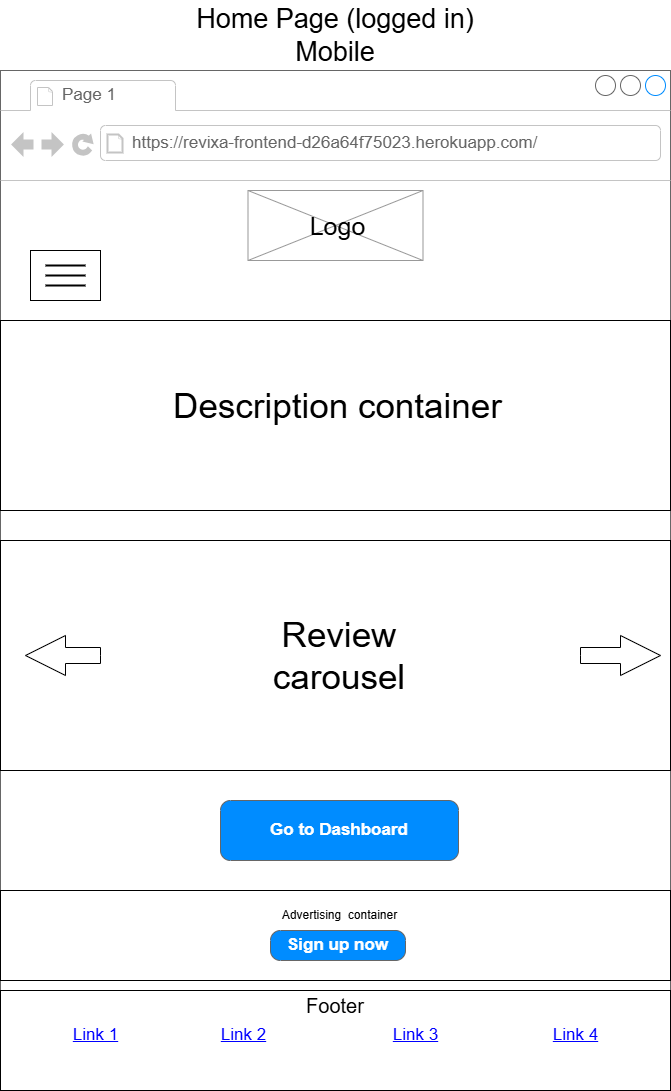 Home Page (logged in)
Mobile
Page 1
https://revixa-frontend-d26a64f75023.herokuapp.com/
Logo
Description container
Review
carousel
Go to Dashboard
Advertising container
Sign up now
Footer
Link 1 Link 2 Link 3 Link 4